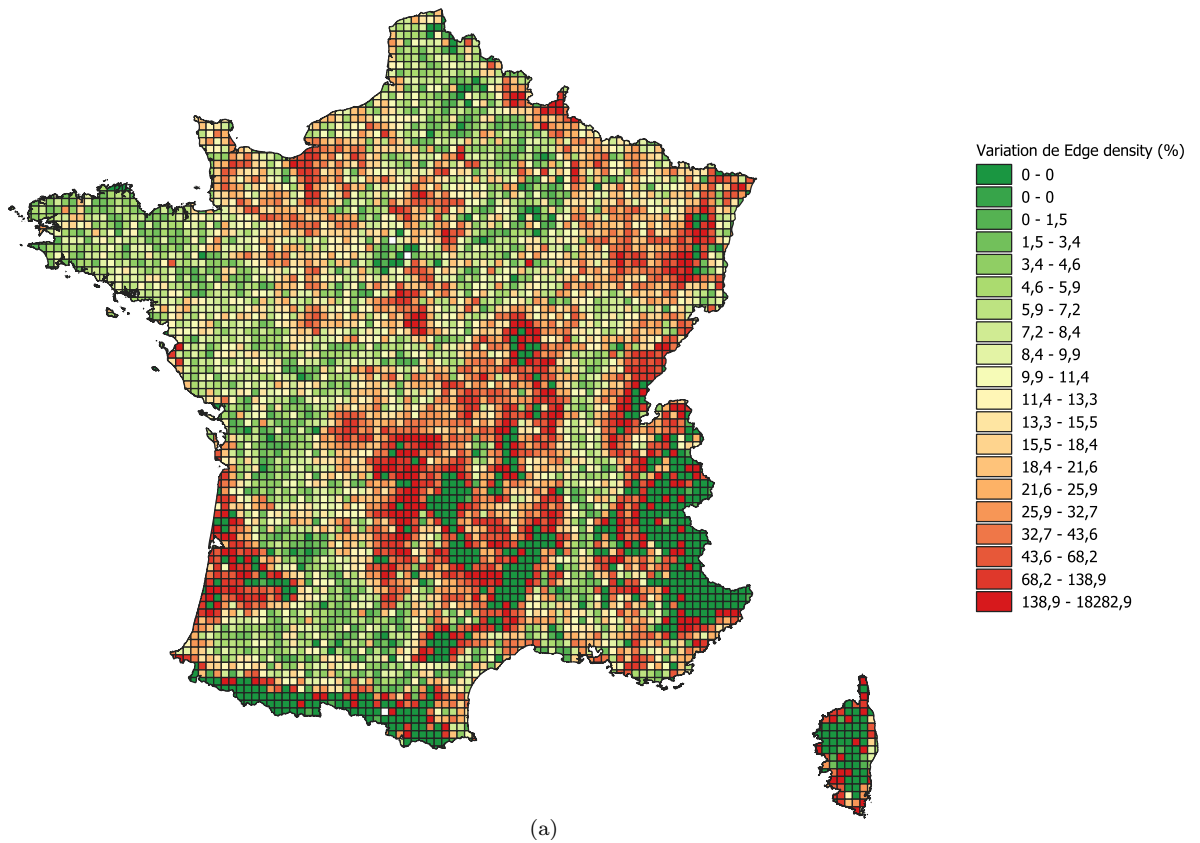 Variation de Edge density (%)
0 - 0
0 - 0
0 - 1,5
1,5 - 3,4
3,4 - 4,6
4,6 - 5,9
5,9 - 7,2
7,2 - 8,4
8,4 - 9,9
9,9 - 11,4
11,4 - 13,3
13,3 - 15,5
15,5 - 18,4
18,4 - 21,6
21,6 - 25,9
25,9 - 32,7
32,7 - 43,6
43,6 - 68,2
68,2 - 138,9
138,9 - 18282,9
(a)